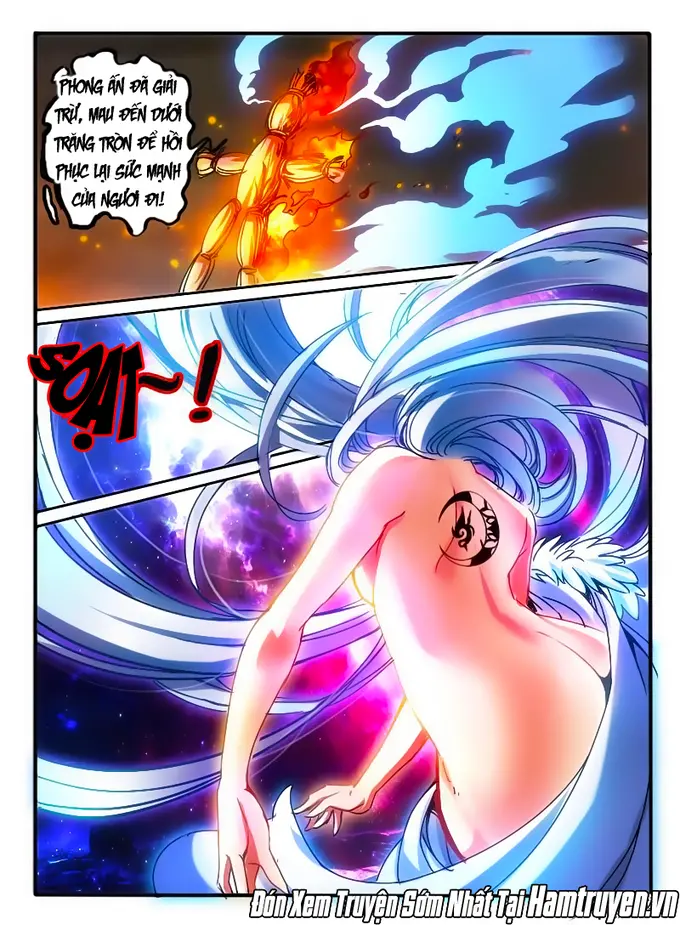 PHONG ẤN ĐÃ GIẢI
TRỪ, MAU ĐẾN DƯỚI
TRĂNG TRÒN ĐỂ HỒI
PHỤC LẠI SỨC MẠNH
CỦA NGƯƠI ĐI!
SOẠT~!
Đón Xem Truyện Sớm Nhất Tại Hamtruyen.vn